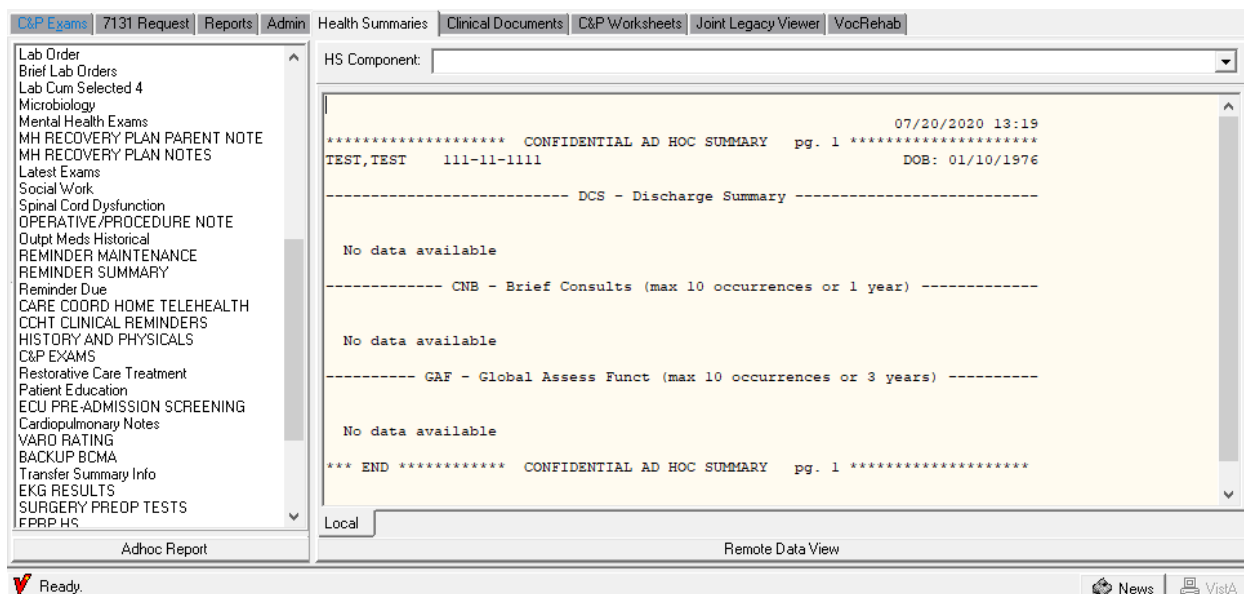 C&P Exams 7131 Request Reports Admin Health Summaries Clinical Documents C&P Worksheets Joint Legacy Viewer VocRehab
Lab Order
Brief Lab Orders
Lab Cum Selected 4
Microbiology
Mental Health Exams
MH RECOVERY PLAN PARENT NOTE
MH RECOVERY PLAN NOTES
Latest Exams
Social Work
Spinal Cord Dysfunction
OPERATIVE/PROCEDURE NOTE
Outpt Meds Historical
REMINDER MAINTENANCE
REMINDER SUMMARY
Reminder Due
CARE COORD HOME TELEHEALTH
CCHT CLINICAL REMINDERS
HISTORY AND PHYSICALS
C&P EXAMS
Restorative Care Treatment
Patient Education
ECU PRE-ADMISSION SCREENING
Cardiopulmonary Notes
VARO RATING
BACKUP BCMA
Transfer Summary Info
EKG RESULTS
SURGERY PREOP TESTS
EPRP HS
Adhoc Report
HS Component:
07/20/2020 13:19
******************** CONFIDENTIAL AD HOC SUMMARY pg. 1 *********************
TEST,TEST 111-11-1111 DOB: 01/10/1976
--------------------------- DCS - Discharge Summary ---------------------------
No data available
------------- CNB - Brief Consults (max 10 occurrences or 1 year) -------------
No data available
---------- GAF - Global Assess Funct (max 10 occurrences or 3 years) ----------
No data available
*** END ************ CONFIDENTIAL AD HOC SUMMARY pg. 1 ********************
Local
Remote Data View
Ready.
News VistA